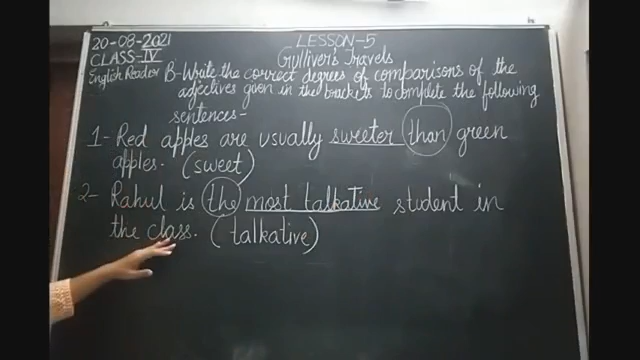 20-08-2021
CLASS-IV
English Reader
LESSON-5
Gulliver's Travels
B-Write the correct degrees of comparisons of the
adjectives given in the brackets to complete the following
sentences-
1- Red apples are usually sweeter than green
apples. (sweet)
2- Rahul is the most talkative student in
the class. (talkative)